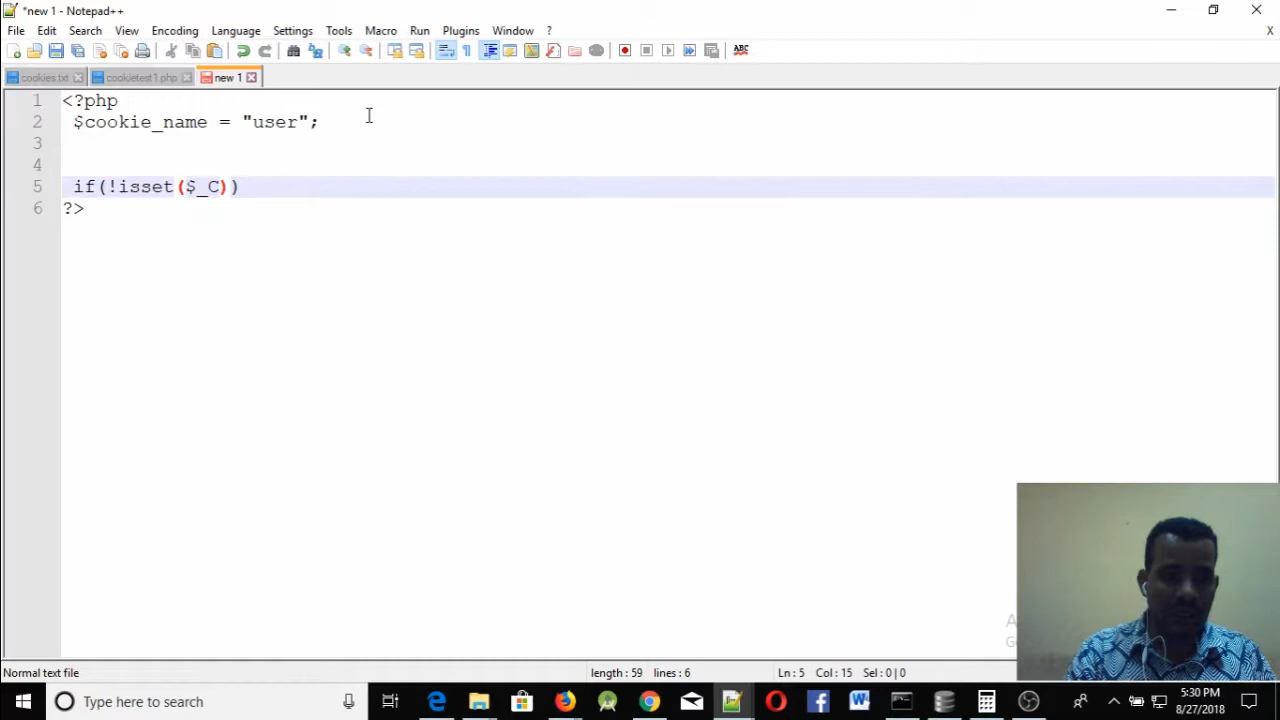 *new 1 - Notepad++
File Edit Search View Encoding Language Settings Tools Macro Run Plugins Window ? X
ABC
cookies.txt cookietest1.php new 1
1 <?php
2 $cookie_name = "user";
3
4
5 if(!isset($_C))
6 ?>
Normal text file length : 59 lines : 6 Ln : 5 Col : 15 Sel : 0 | 0
Type here to search 5:30 PM
8/27/2018